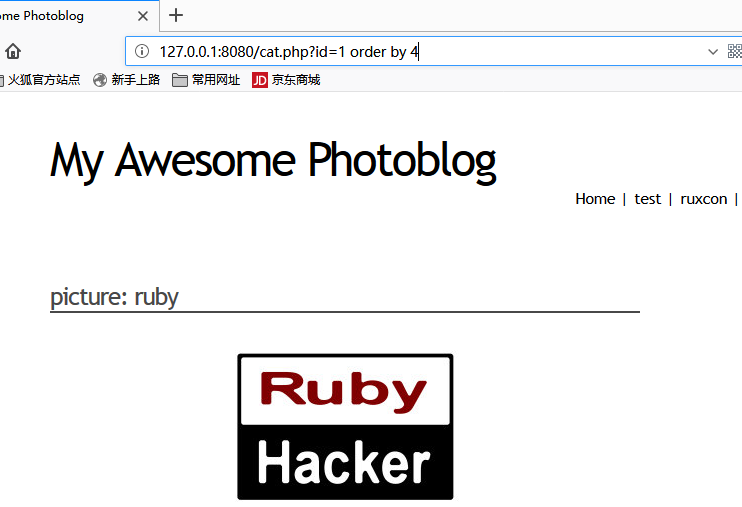 me Photoblog
127.0.0.1:8080/cat.php?id=1 order by 4
火狐官方站点 新手上路 常用网址 JD 京东商城
My Awesome Photoblog
Home | test | ruxcon |
picture: ruby
Ruby
Hacker